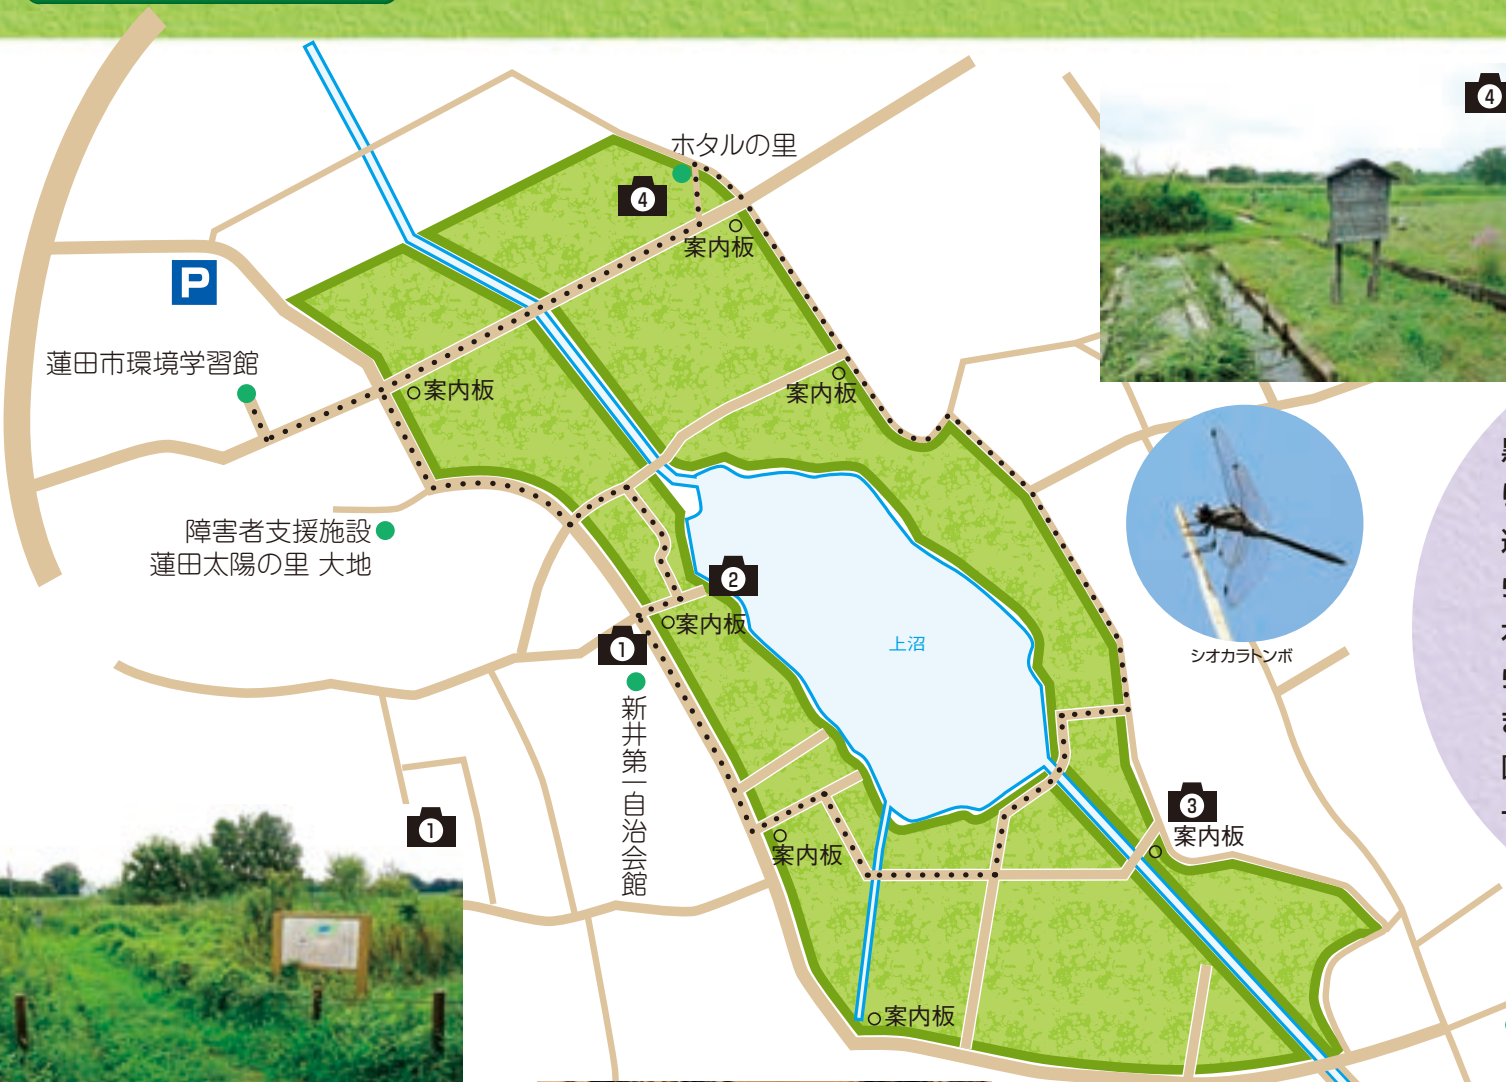 ホタルの里
4
4
案内板
P
蓮田市環境学習館
案内板
案内板
障害者支援施設
蓮田太陽の里 大地
2
案内板
1
上沼
シオカラトンボ
新井第一自治会館
3
案内板
1
案内板
案内板